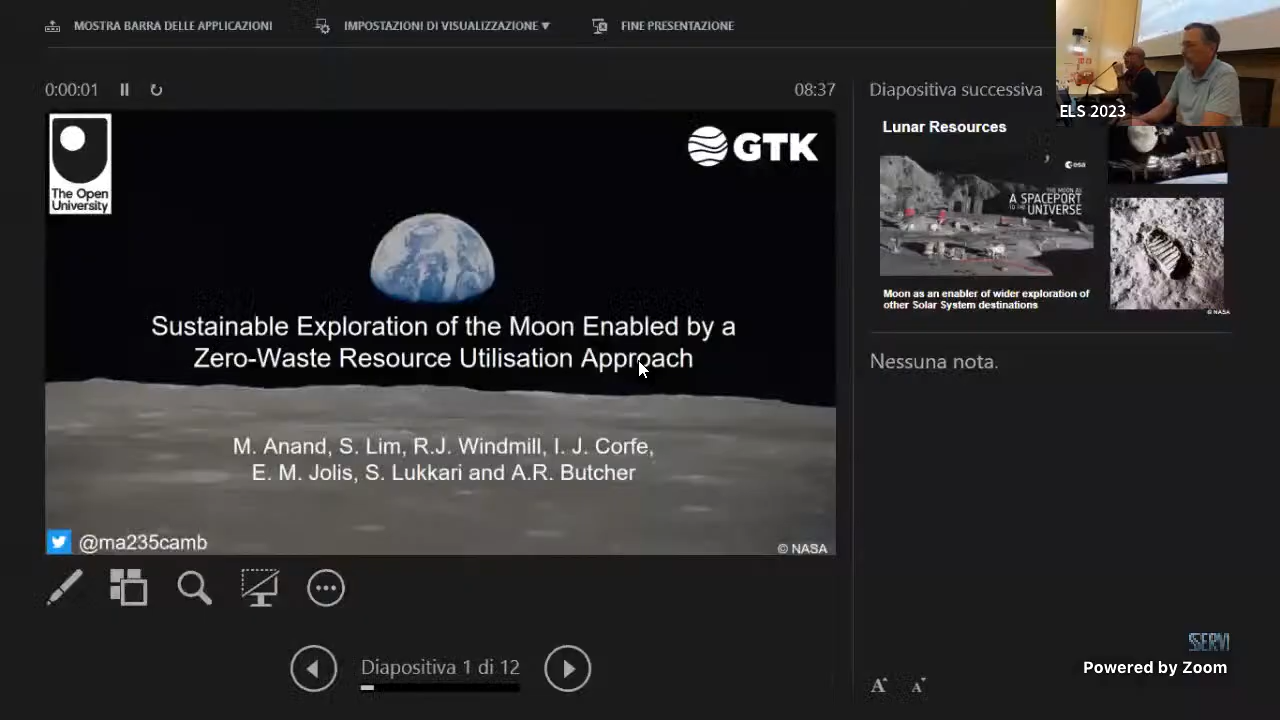 MOSTRA BARRA DELLE APPLICAZIONI
IMPOSTAZIONI DI VISUALIZZAZIONE ▼
FINE PRESENTAZIONE
0:00:01
08:37
The Open
University
GTK
Sustainable Exploration of the Moon Enabled by a
Zero-Waste Resource Utilisation Approach
M. Anand, S. Lim, R.J. Windmill, I. J. Corfe,
E. M. Jolis, S. Lukkari and A.R. Butcher
@ma235camb
© NASA
Diapositiva 1 di 12
Diapositiva successiva
ELS 2023
Lunar Resources
esa
THE MOON AS
A SPACEPORT
TO THE UNIVERSE
Moon as an enabler of wider exploration of
other Solar System destinations
© NASA
Nessuna nota.
SERVI
Powered by Zoom
A A